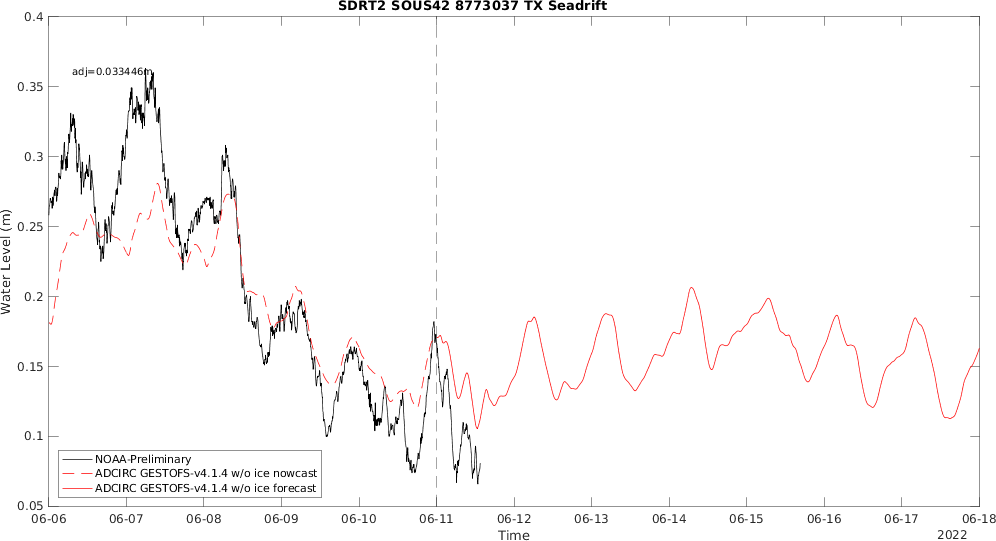 SDRT2 SOUS42 8773037 TX Seadrift
0.4
adj=0.033446m
0.35
0.3
0.25
Water Level (m)
0.2
0.15
0.1
NOAA-Preliminary
ADCIRC GESTOFS-v4.1.4 w/o ice nowcast
ADCIRC GESTOFS-v4.1.4 w/o ice forecast
0.05
06-06 06-07 06-08 06-09 06-10 06-11 06-12 06-13 06-14 06-15 06-16 06-17 06-18
Time
2022